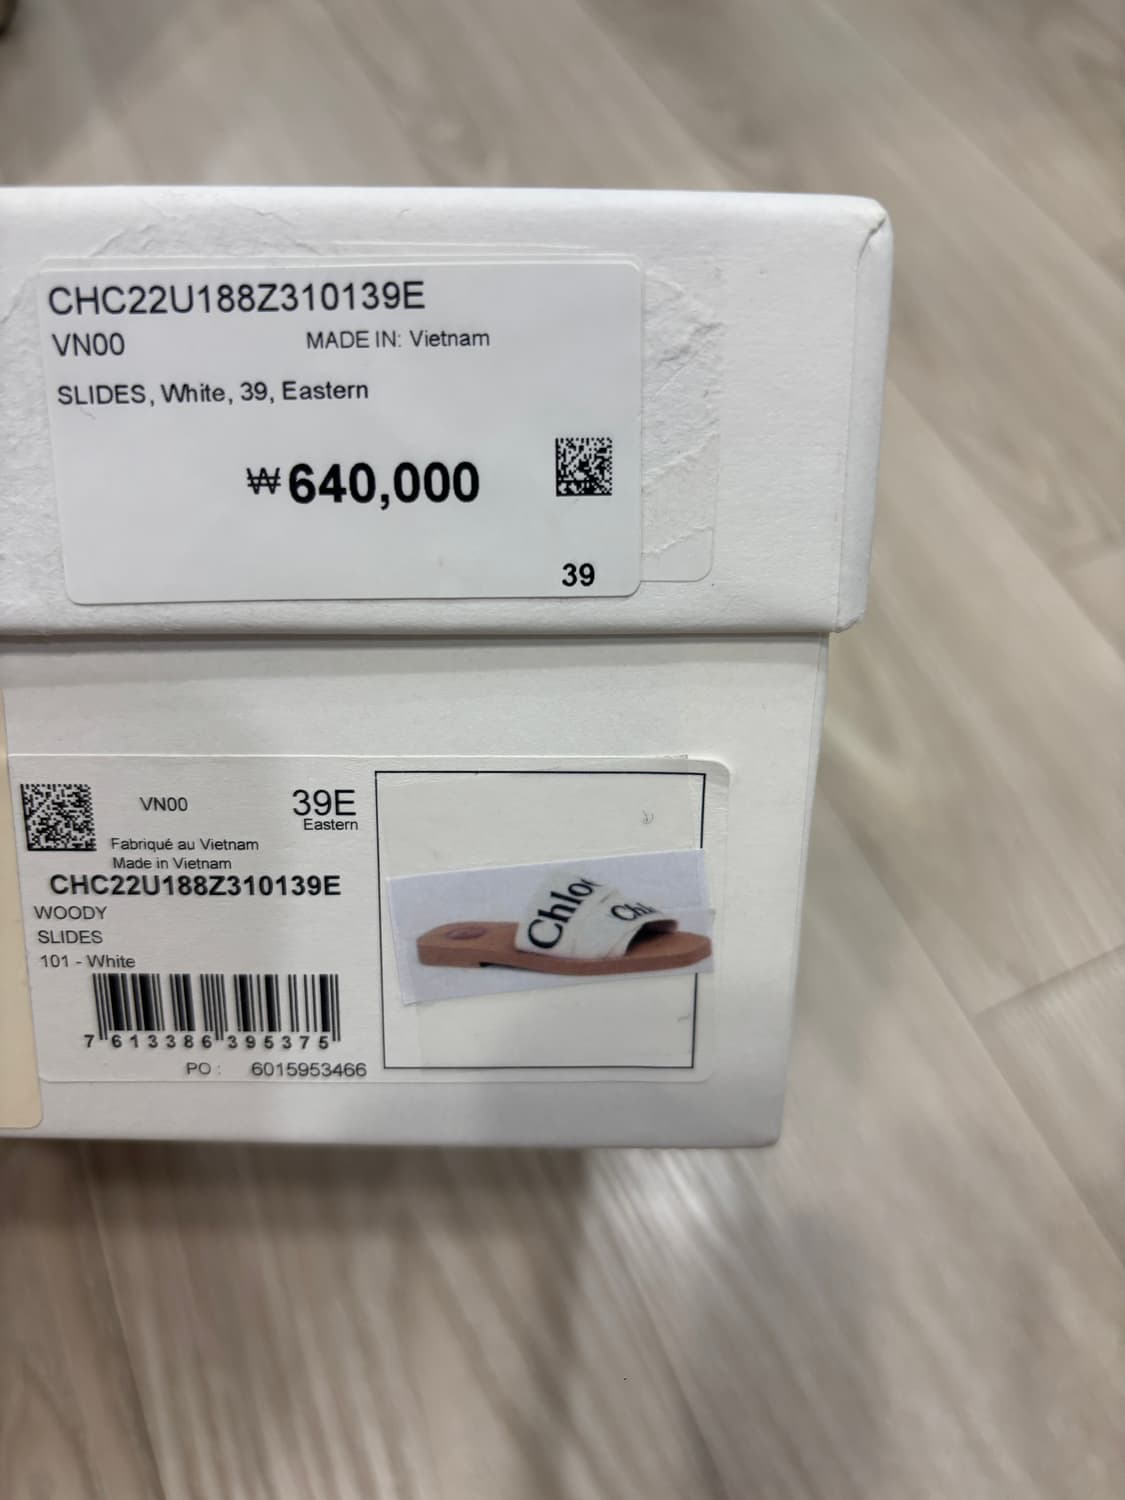 CHC22U188Z310139E
VN00 MADE IN: Vietnam
SLIDES, White, 39, Eastern
₩640,000
39
VN00 39E
Eastern
Fabriqué au Vietnam
Made in Vietnam
CHC22U188Z310139E
WOODY
SLIDES
101 - White
7 613386 395375
PO : 6015953466
Chloé
Chl